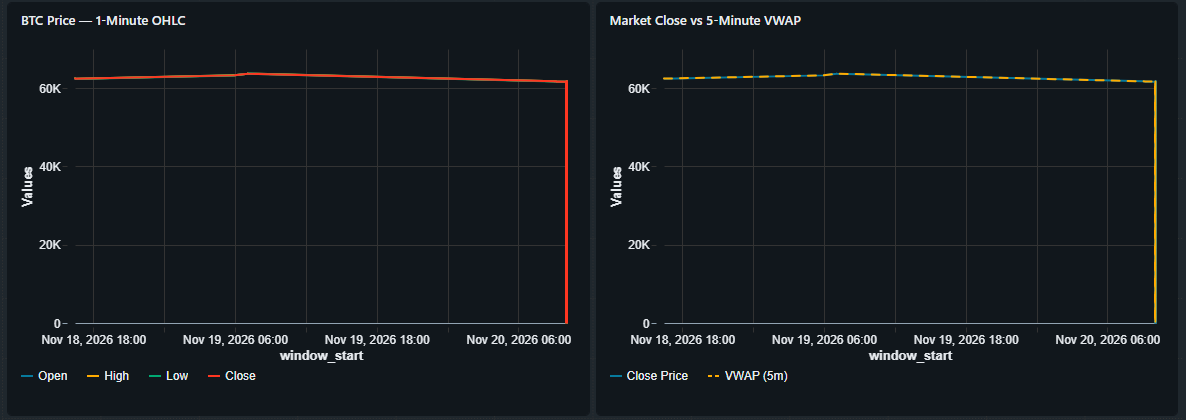 BTC Price — 1-Minute OHLC
60K
40K
20K
0
Values
Nov 18, 2026 18:00
Nov 19, 2026 06:00
Nov 19, 2026 18:00
Nov 20, 2026 06:00
window_start
Open
High
Low
Close
Market Close vs 5-Minute VWAP
60K
40K
20K
0
Values
Nov 18, 2026 18:00
Nov 19, 2026 06:00
Nov 19, 2026 18:00
Nov 20, 2026 06:00
window_start
Close Price
VWAP (5m)